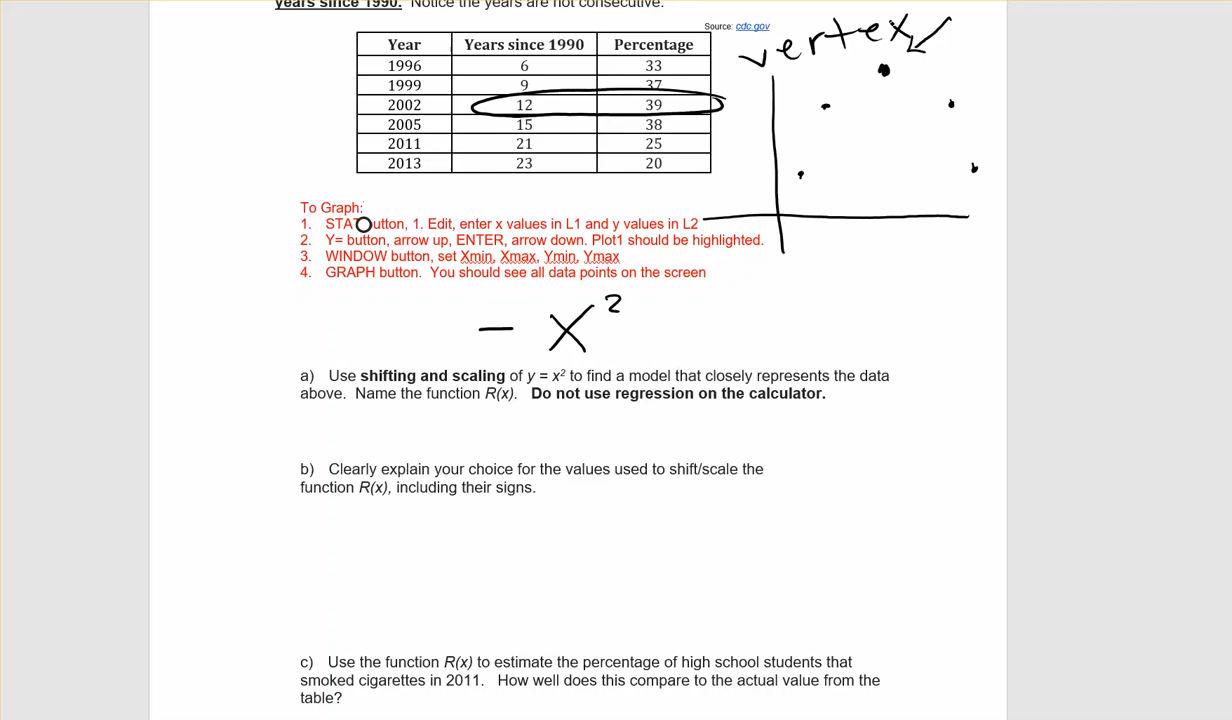 years since 1990. Notice the years are not consecutive.
Source: cdc.gov
vertex
Year Years since 1990 Percentage
1996 6 33
1999 9 37
2002 12 39
2005 15 38
2011 21 25
2013 23 20
To Graph:
1. STAT utton, 1. Edit, enter x values in L1 and y values in L2
2. Y= button, arrow up, ENTER, arrow down. Plot1 should be highlighted.
3. WINDOW button, set Xmin, Xmax, Ymin, Ymax
4. GRAPH button. You should see all data points on the screen
− x²
a) Use shifting and scaling of y = x² to find a model that closely represents the data
above. Name the function R(x). Do not use regression on the calculator.
b) Clearly explain your choice for the values used to shift/scale the
function R(x), including their signs.
c) Use the function R(x) to estimate the percentage of high school students that
smoked cigarettes in 2011. How well does this compare to the actual value from the
table?